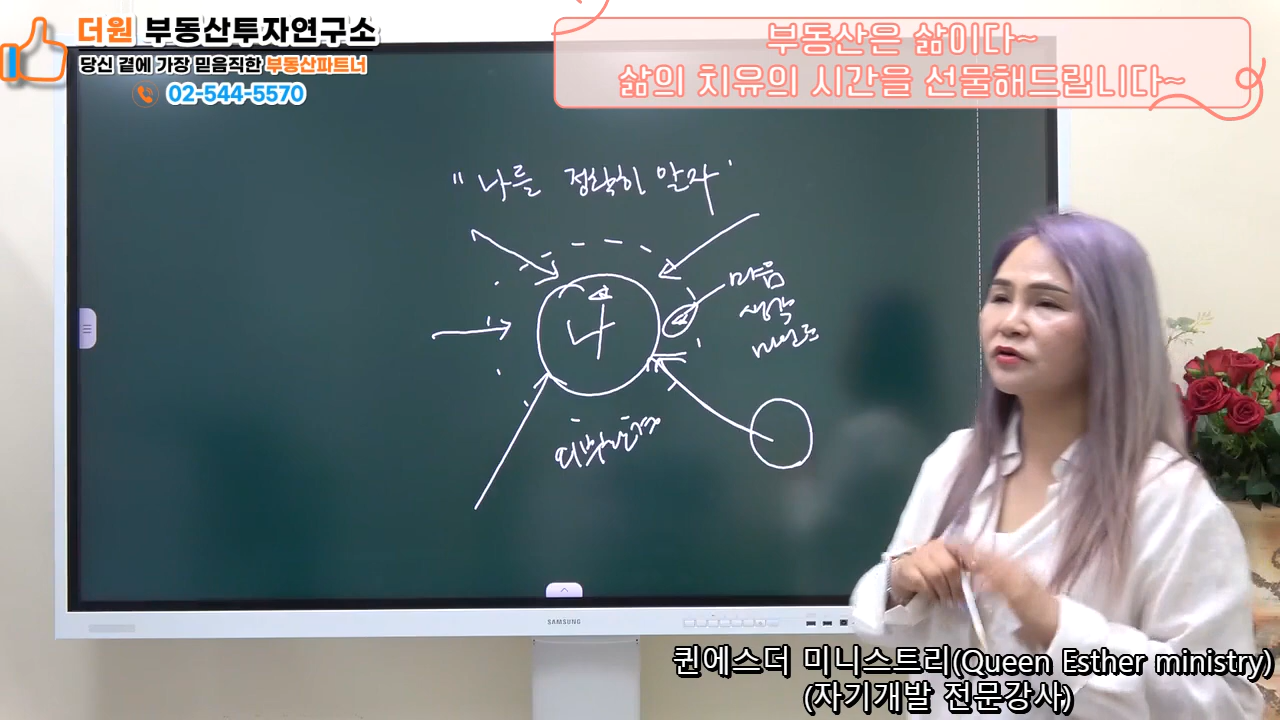 더원 부동산투자연구소
당신 곁에 가장 믿음직한 부동산파트너
02-544-5570
부동산은 삶이다~
삶의 치유의 시간을 선물해드립니다~
"나를 정확히 알자"
나
마음
생각
SAMSUNG
퀸에스더 미니스트리(Queen Esther ministry)
(자기개발 전문강사)